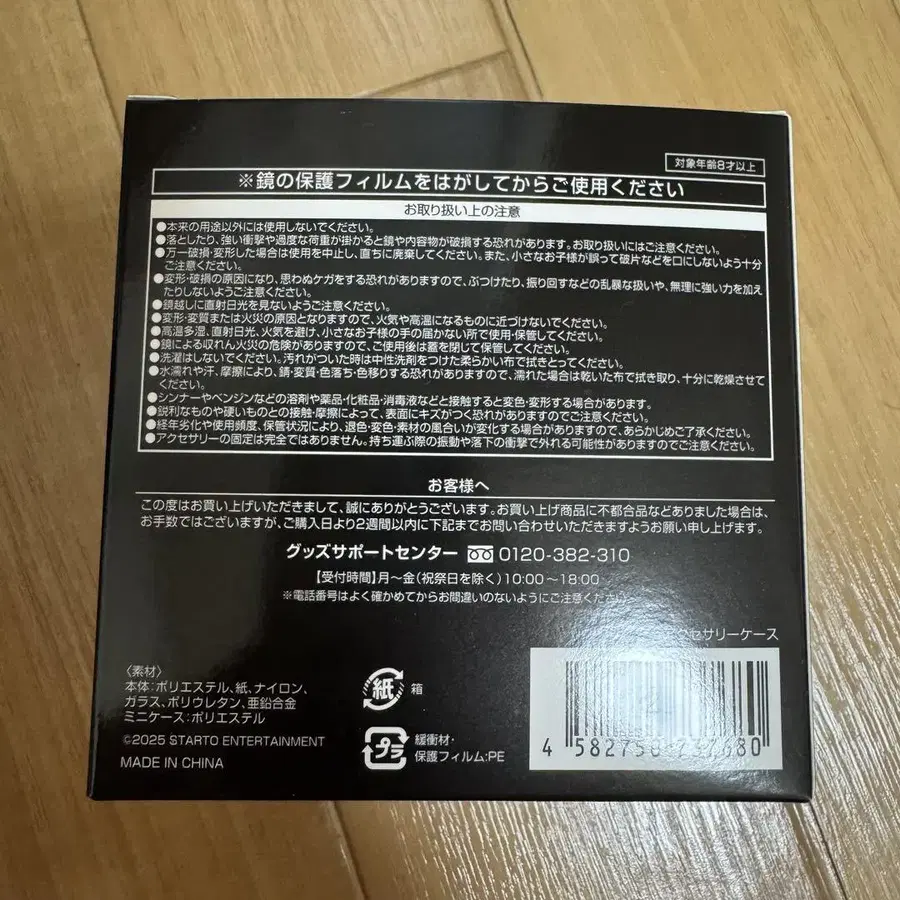 対象年齢8才以上
※鏡の保護フィルムをはがしてからご使用ください
お取り扱い上の注意
●本来の用途以外には使用しないでください。
●落としたり、強い衝撃や過度な荷重が掛かると鏡や内容物が破損する恐れがあります。お取り扱いにはご注意ください。
●万一破損・変形した場合は使用を中止し、直ちに廃棄してください。また、小さなお子様が誤って破片などを口にしないよう十分
ご注意ください。
●変形・破損の原因になり、思わぬケガをする恐れがありますので、ぶつけたり、振り回すなどの乱暴な扱いや、無理に強い力を加え
たりしないようご注意ください。
●鏡越しに直射日光を見ないようご注意ください。
●変形・変質または火災の原因となりますので、火気や高温になるものに近づけないでください。
●高温多湿、直射日光、火気を避け、小さなお子様の手の届かない所で使用・保管してください。
●鏡による収れん火災の危険がありますので、ご使用後は蓋を閉じて保管してください。
●洗濯はしないでください。汚れがついた時は中性洗剤をつけた柔らかい布で拭きとってください。
●水濡れや汗、摩擦により、錆・変質・色落ち・色移りする恐れがありますので、濡れた場合は乾いた布で拭き取り、十分に乾燥させて
ください。
●シンナーやベンジンなどの溶剤や薬品・化粧品・消毒液などと接触すると変色・変形する場合があります。
●鋭利なものや硬いものとの接触・摩擦によって、表面にキズがつく恐れがありますのでご注意ください。
●経年劣化や使用頻度、保管状況により、退色・変色・素材の風合いが変化する場合がありますので、あらかじめご了承ください。
●アクセサリーの固定は完全ではありません。持ち運ぶ際の振動や落下の衝撃で外れる可能性がありますのでご注意ください。
お客様へ
この度はお買い上げいただきまして、誠にありがとうございます。お買い上げ商品に不都合品などありました場合は、
お手数ではございますが、ご購入日より2週間以内に下記までお問い合わせいただきますようお願い申し上げます。
グッズサポートセンター 0120-382-310
【受付時間】月〜金(祝祭日を除く)10:00〜18:00
※電話番号はよく確かめてからお間違いのないようにご注意ください
クセサリーケース
〈素材〉
本体:ポリエステル、紙、ナイロン、
ガラス、ポリウレタン、亜鉛合金
ミニケース:ポリエステル
©2025 STARTO ENTERTAINMENT
MADE IN CHINA
紙 箱
プラ 緩衝材・
保護フィルム:PE
4